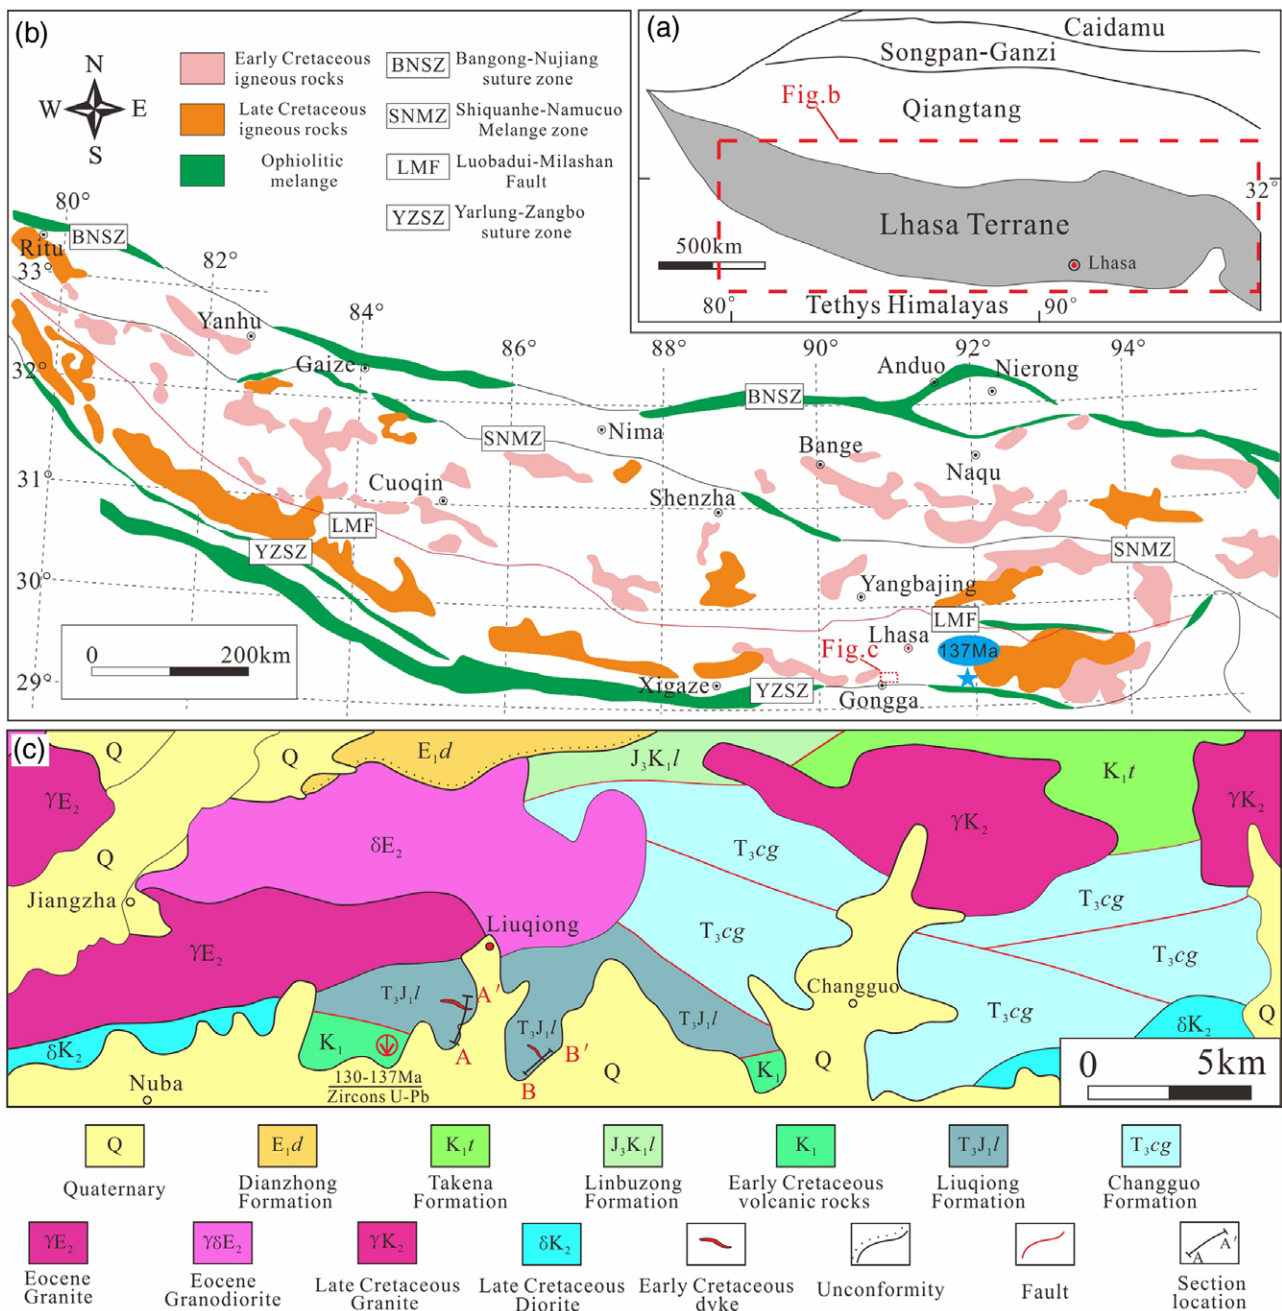 (b)
N
W
E
S
Early Cretaceous
igneous rocks
Late Cretaceous
igneous rocks
Ophiolitic
melange
BNSZ
Bangong-Nujiang
suture zone
SNMZ
Shiquanhe-Namucuo
Melange zone
LMF
Luobadui-Milashan
Fault
YZSZ
Yarlung-Zangbo
suture zone
(a)
Caidamu
Songpan-Ganzi
Fig.b
Qiangtang
32°
Lhasa Terrane
500km
Lhasa
Tethys Himalayas
80°
90°
80°
BNSZ
Ritu
33°
82°
Yanhu
84°
Gaize
32°
86°
88°
90°
92°
94°
Anduo
Nierong
BNSZ
SNMZ
Nima
Bange
Naqu
31°
Cuoqin
Shenzha
LMF
YZSZ
SNMZ
30°
Yangbajing
LMF
Lhasa
137Ma
Fig.c
0
200km
29°
Xigaze
YZSZ
Gongga
(c)
Q
Q
E₁d
J₃K₁l
K₁t
γE₂
γK₂
γK₂
δE₂
T₃cg
Q
Jiangzha
T₃cg
Liuqiong
γE₂
T₃cg
T₃cg
Changguo
T₃J₁l
A'
T₃J₁l
T₃J₁l
T₃cg
Q
δK₂
δK₂
K₁
A
B'
B
Q
K₁
Q
130-137Ma
Zircons U-Pb
Nuba
0
5km
Q
E₁d
K₁t
J₃K₁l
K₁
T₃J₁l
T₃cg
Quaternary
Dianzhong
Formation
Takena
Formation
Linbuzong
Formation
Early Cretaceous
volcanic rocks
Liuqiong
Formation
Changguo
Formation
γE₂
γδE₂
γK₂
δK₂
A
A'
Eocene
Granite
Eocene
Granodiorite
Late Cretaceous
Granite
Late Cretaceous
Diorite
Early Cretaceous
dyke
Unconformity
Fault
Section
location